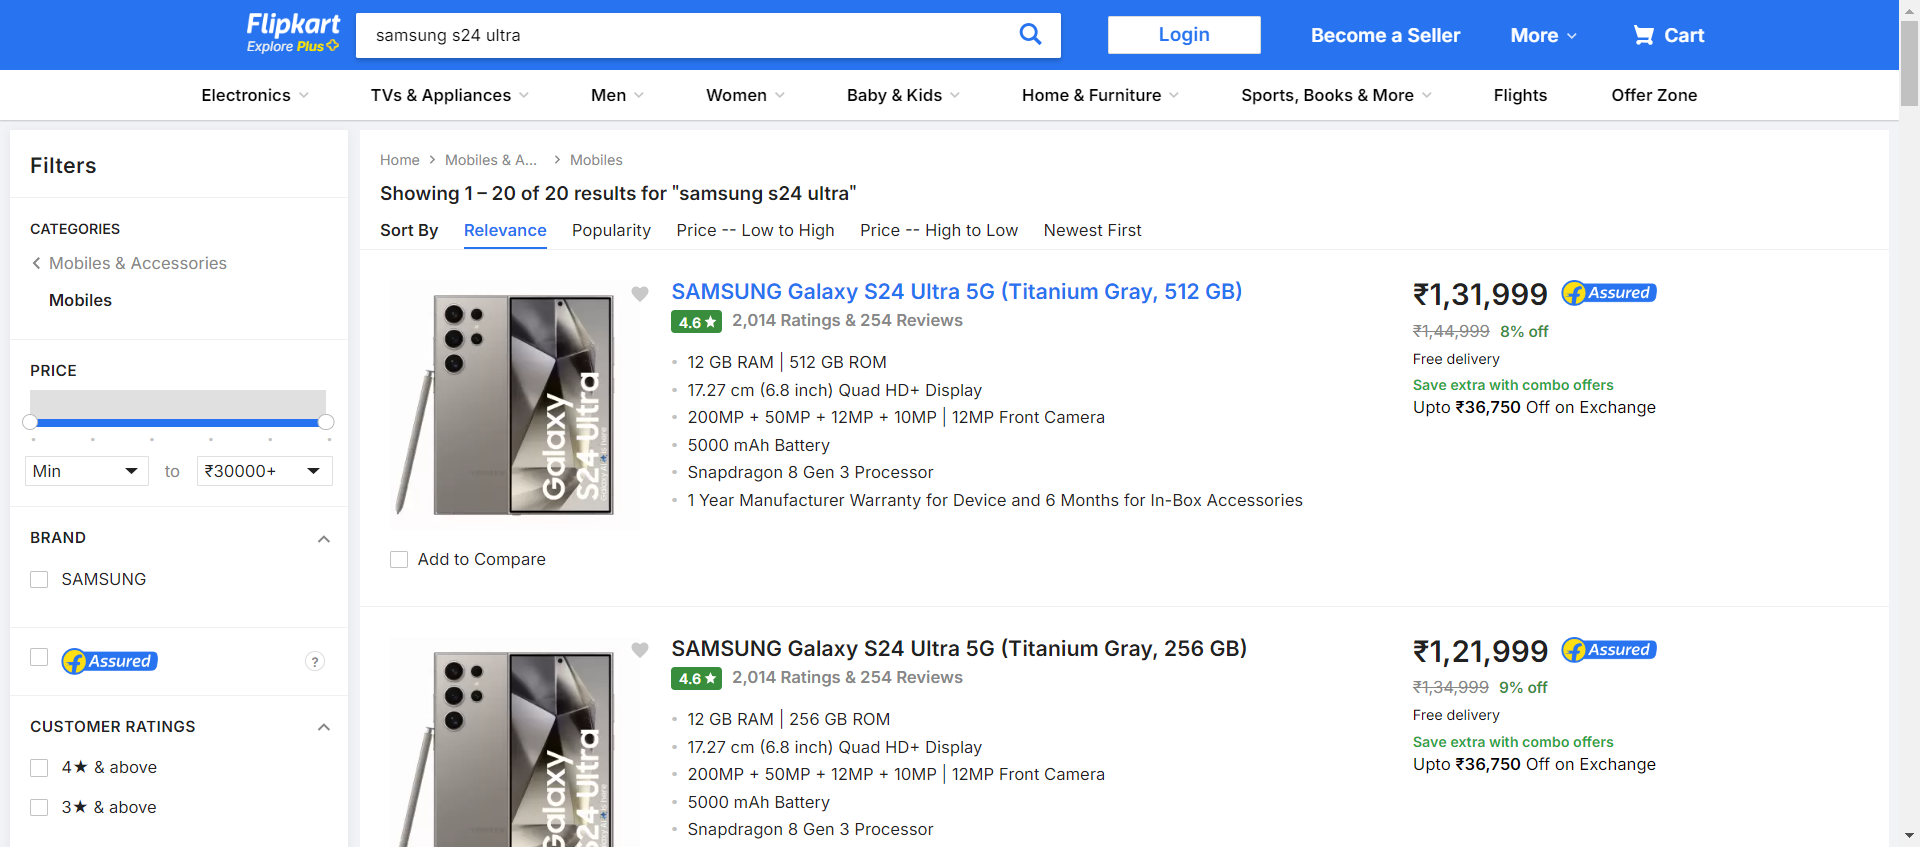 Flipkart
Explore Plus
samsung s24 ultra
Login
Become a Seller
More
Cart
Electronics
TVs & Appliances
Men
Women
Baby & Kids
Home & Furniture
Sports, Books & More
Flights
Offer Zone
Filters
CATEGORIES
Mobiles & Accessories
Mobiles
PRICE
Min
to
₹30000+
BRAND
SAMSUNG
f Assured
?
CUSTOMER RATINGS
4★ & above
3★ & above
Home
Mobiles & A...
Mobiles
Showing 1 – 20 of 20 results for "samsung s24 ultra"
Sort By
Relevance
Popularity
Price -- Low to High
Price -- High to Low
Newest First
Galaxy
S24 Ultra
Add to Compare
SAMSUNG Galaxy S24 Ultra 5G (Titanium Gray, 512 GB)
4.6★ 2,014 Ratings & 254 Reviews
12 GB RAM | 512 GB ROM
17.27 cm (6.8 inch) Quad HD+ Display
200MP + 50MP + 12MP + 10MP | 12MP Front Camera
5000 mAh Battery
Snapdragon 8 Gen 3 Processor
1 Year Manufacturer Warranty for Device and 6 Months for In-Box Accessories
₹1,31,999
f Assured
₹1,44,999 8% off
Free delivery
Save extra with combo offers
Upto ₹36,750 Off on Exchange
Galaxy
S24 Ultra
SAMSUNG Galaxy S24 Ultra 5G (Titanium Gray, 256 GB)
4.6★ 2,014 Ratings & 254 Reviews
12 GB RAM | 256 GB ROM
17.27 cm (6.8 inch) Quad HD+ Display
200MP + 50MP + 12MP + 10MP | 12MP Front Camera
5000 mAh Battery
Snapdragon 8 Gen 3 Processor
₹1,21,999
f Assured
₹1,34,999 9% off
Free delivery
Save extra with combo offers
Upto ₹36,750 Off on Exchange